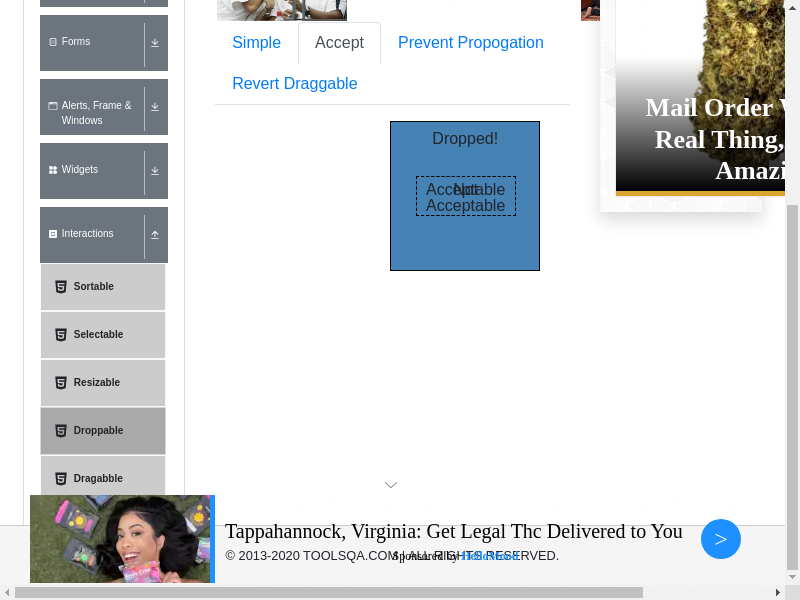 Forms
Alerts, Frame &
Windows
Widgets
Interactions
Sortable
Selectable
Resizable
Droppable
Dragabble
Simple
Accept
Prevent Propogation
Revert Draggable
Dropped!
Acceptable
Not
Acceptable
Mail Order
Real Thing,
Amazi
Tappahannock, Virginia: Get Legal Thc Delivered to You
>
© 2013-2020 TOOLSQA.COM | ALL RIGHTS RESERVED.